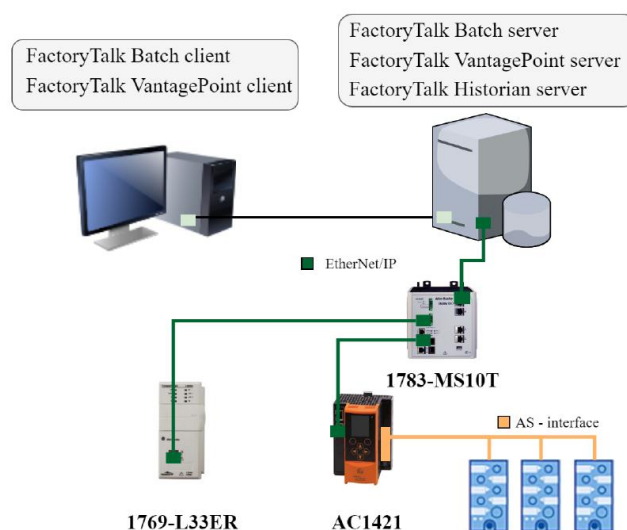 FactoryTalk Batch client
FactoryTalk VantagePoint client
FactoryTalk Batch server
FactoryTalk VantagePoint server
FactoryTalk Historian server
EtherNet/IP
1783-MS10T
AS - interface
1769-L33ER
AC1421